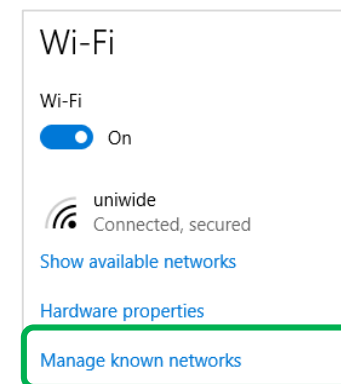 Wi-Fi
Wi-Fi
On
uniwide
Connected, secured
Show available networks
Hardware properties
Manage known networks